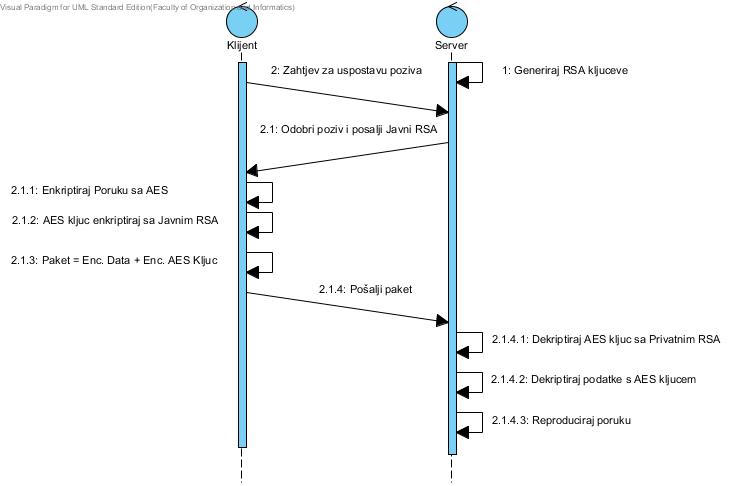 Visual Paradigm for UML Standard Edition(Faculty of Organization and Informatics)
Klijent
Server
2: Zahtjev za uspostavu poziva
1: Generiraj RSA kljuceve
2.1: Odobri poziv i posalji Javni RSA
2.1.1: Enkriptiraj Poruku sa AES
2.1.2: AES kljuc enkriptiraj sa Javnim RSA
2.1.3: Paket = Enc. Data + Enc. AES Kljuc
2.1.4: Pošalji paket
2.1.4.1: Dekriptiraj AES kljuc sa Privatnim RSA
2.1.4.2: Dekriptiraj podatke s AES kljucem
2.1.4.3: Reproduciraj poruku